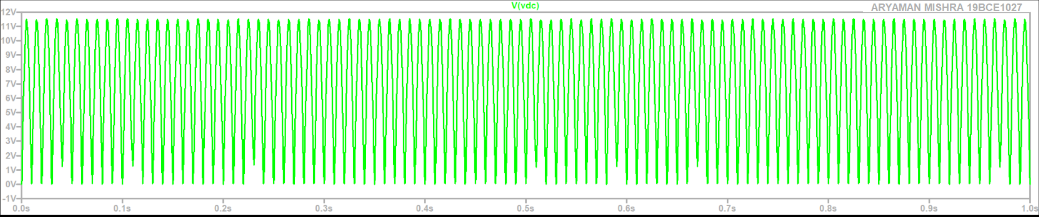 V(vdc)
ARYAMAN MISHRA 19BCE1027
12V
11V
10V
9V
8V
7V
6V
5V
4V
3V
2V
1V
0V
-1V
0.0s 0.1s 0.2s 0.3s 0.4s 0.5s 0.6s 0.7s 0.8s 0.9s 1.0s